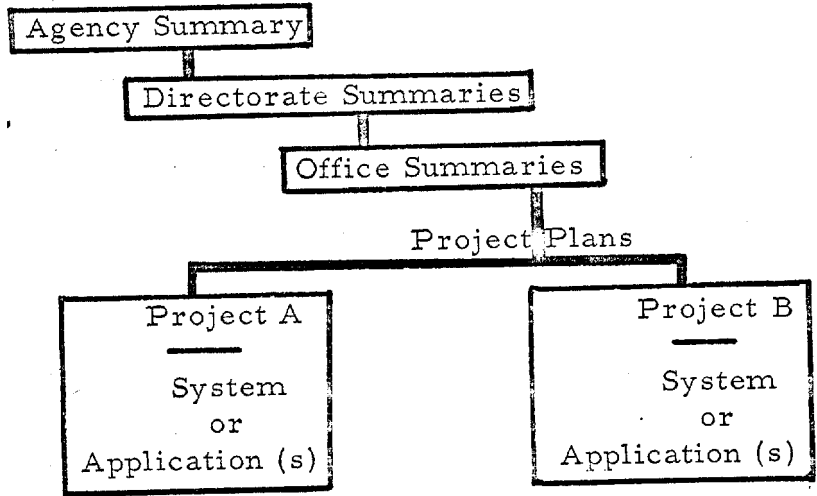 Agency Summary
Directorate Summaries
Office Summaries
Project Plans
Project A
System
or
Application (s)
Project B
System
or
Application (s)